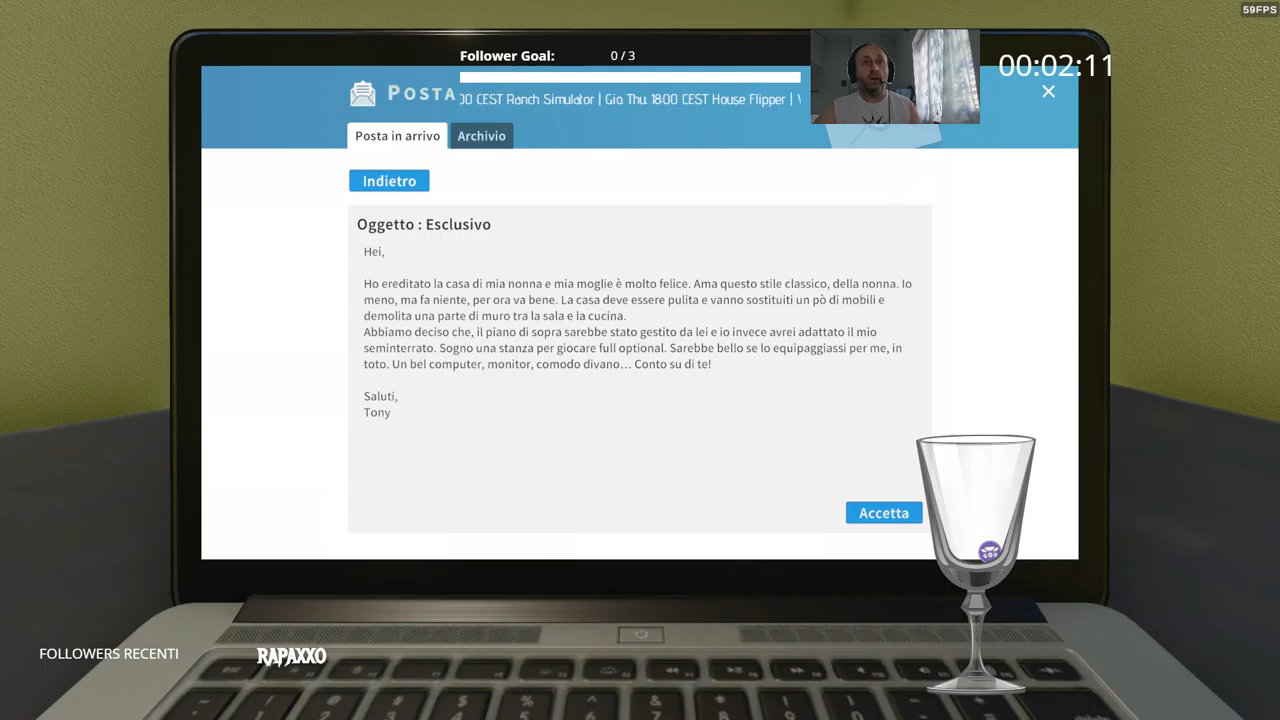 59FPS
Follower Goal: 0 / 3
00:02:11
POSTA
00 CEST Ranch Simulator | Gio. Thu. 18:00 CEST House Flipper |
Posta in arrivo
Archivio
Indietro
Oggetto : Esclusivo
Hei,
Ho ereditato la casa di mia nonna e mia moglie è molto felice. Ama questo stile classico, della nonna. Io
meno, ma fa niente, per ora va bene. La casa deve essere pulita e vanno sostituiti un pò di mobili e
demolita una parte di muro tra la sala e la cucina.
Abbiamo deciso che, il piano di sopra sarebbe stato gestito da lei e io invece avrei adattato il mio
seminterrato. Sogno una stanza per giocare full optional. Sarebbe bello se lo equipaggiassi per me, in
toto. Un bel computer, monitor, comodo divano… Conto su di te!
Saluti,
Tony
Accetta
FOLLOWERS RECENTI
RAPAXXO